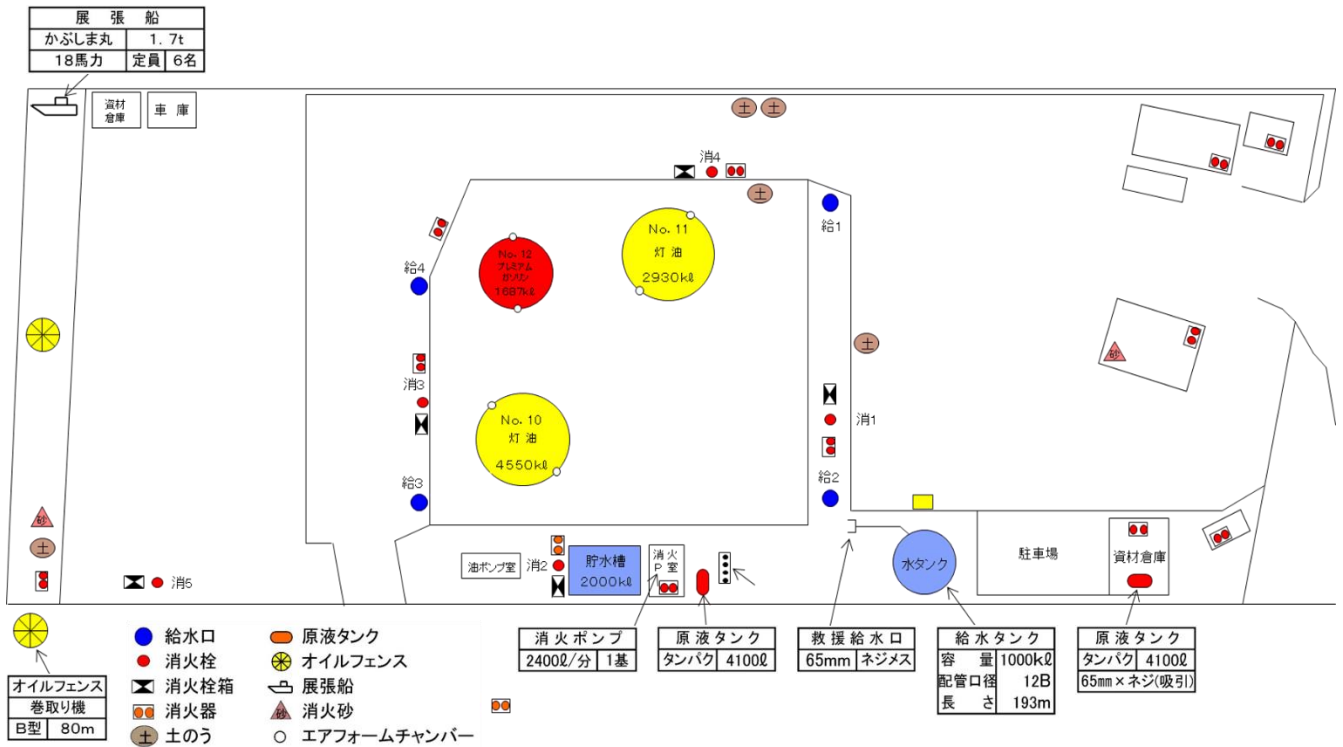 展 張 船
かぶしま丸 1.7t
18馬力 定員 6名
資材
倉庫
車 庫
土 土
消4
土
給1
No.11
灯 油
2930kℓ
No.12
プレミアム
ガソリン
1687kℓ
給4
土
砂
消3
No.10
灯 油
4550kℓ
消1
給3
給2
砂
土
消5
油ポンプ室
消2
貯水槽
2000kℓ
消火
P
室
水タンク
駐車場
資材倉庫
消火ポンプ
2400ℓ/分 1基
原液タンク
タンパク 4100ℓ
救援給水口
65mm ネジメス
給水タンク
容 量 1000kℓ
配管口径 12B
長 さ 193m
原液タンク
タンパク 4100ℓ
65mm×ネジ(吸引)
オイルフェンス
巻取り機
B型 80m
給水口
消火栓
消火栓箱
消火器
土 土のう
原液タンク
オイルフェンス
展張船
砂 消火砂
エアフォームチャンバー